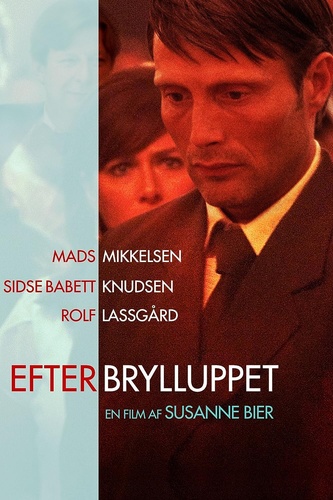 MADS MIKKELSEN
SIDSE BABETT KNUDSEN
ROLF LASSGÅRD
EFTER BRYLLUPPET
EN FILM AF SUSANNE BIER